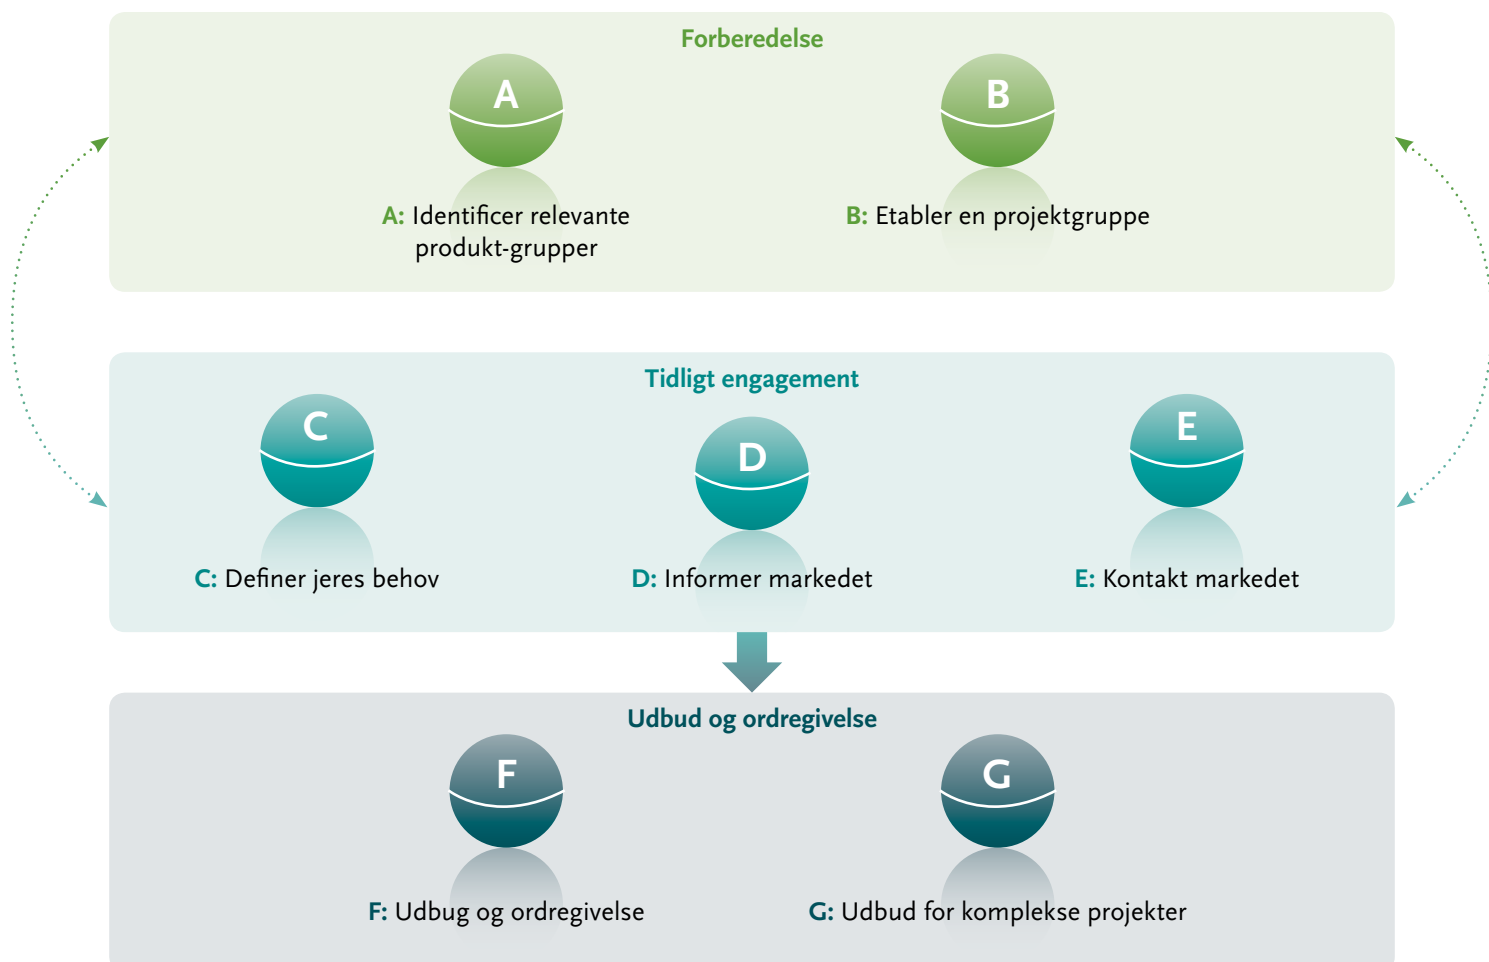 Forberedelse
A
B
A: Identificer relevante
produkt-grupper
B: Etabler en projektgruppe
Tidligt engagement
C
D
E
C: Definer jeres behov
D: Informer markedet
E: Kontakt markedet
Udbud og ordregivelse
F
G
F: Udbug og ordregivelse
G: Udbud for komplekse projekter